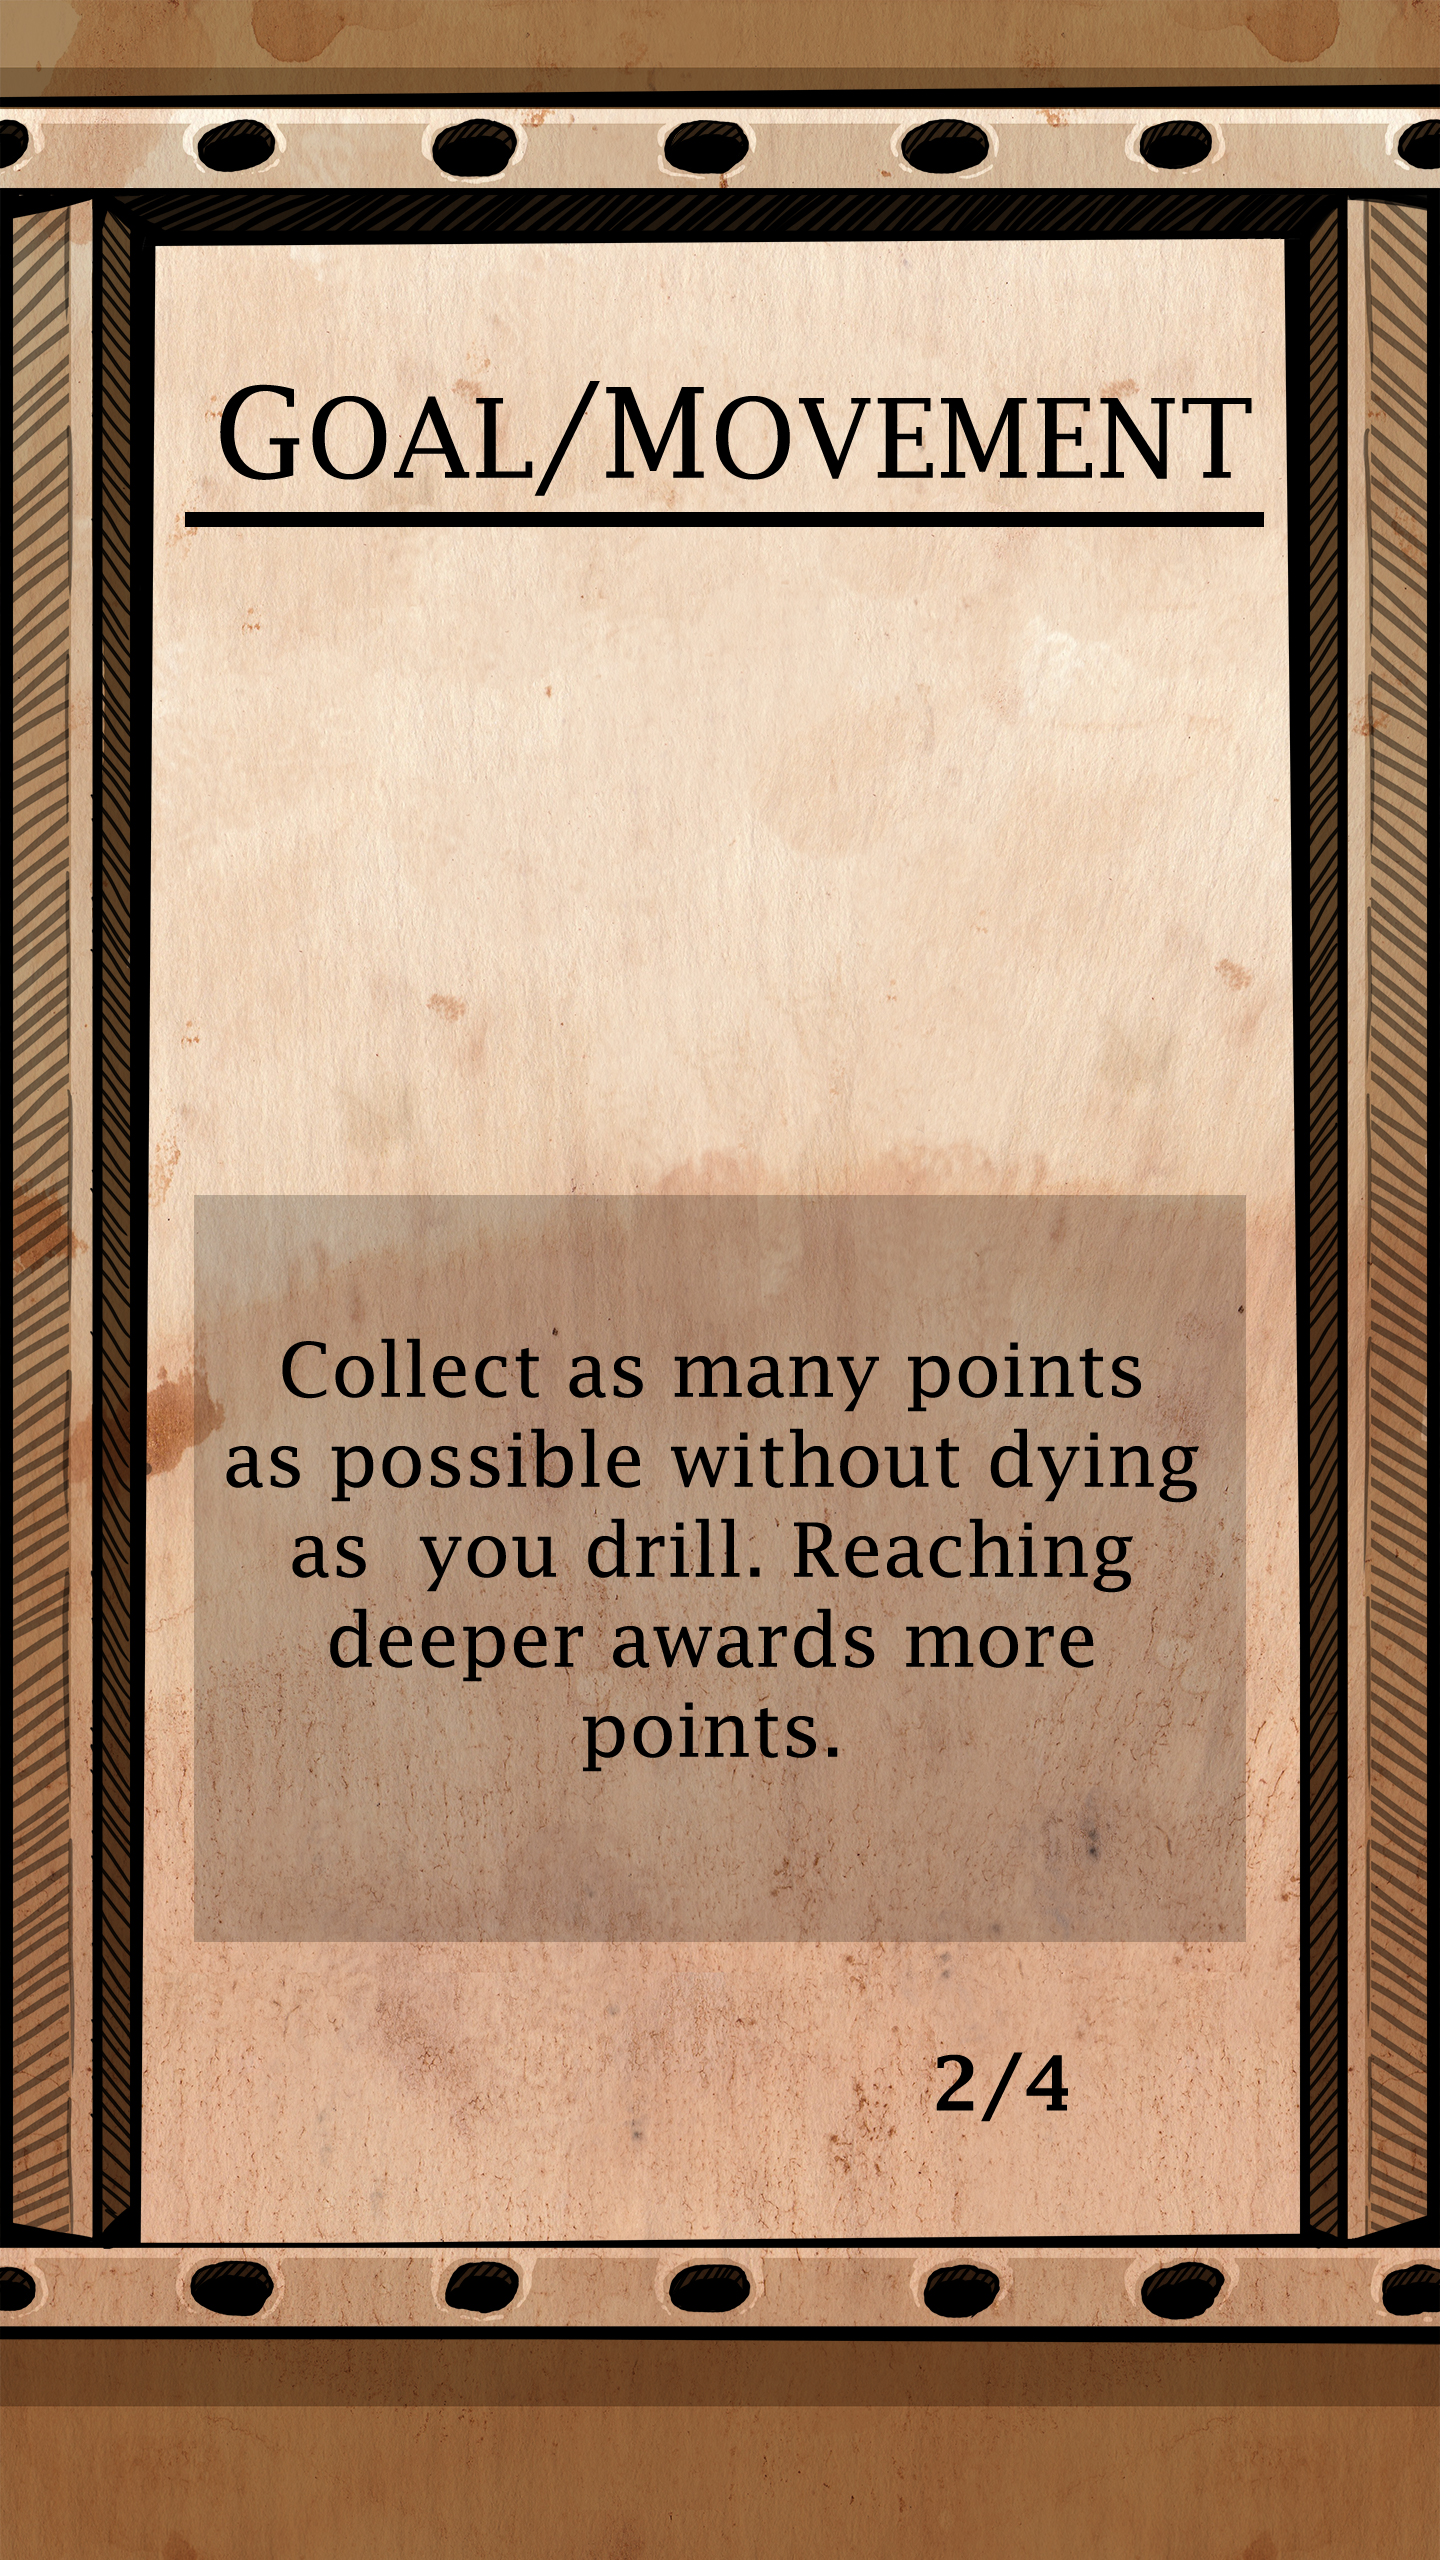 GOAL/MOVEMENT
Collect as many points
as possible without dying
as  you drill. Reaching
deeper awards more
points.
2/4